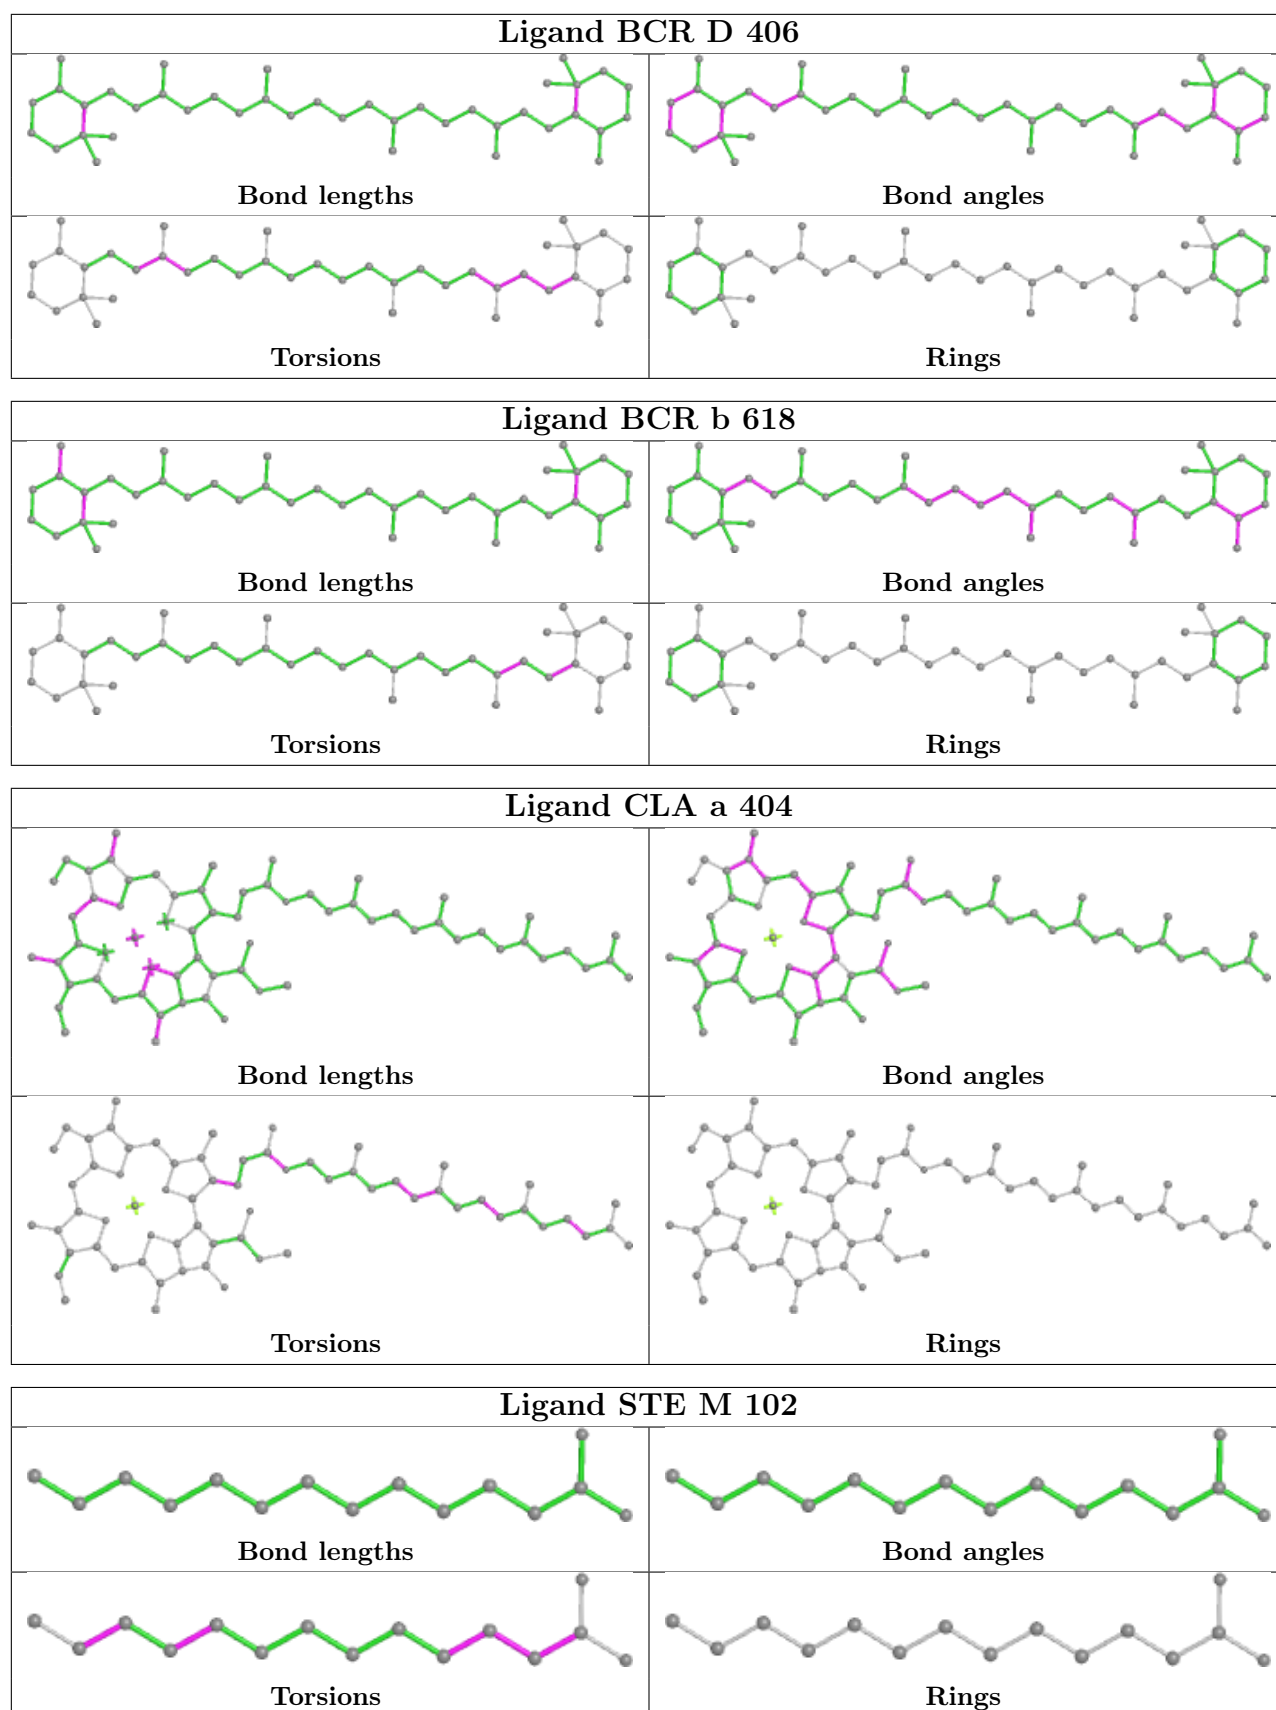 Ligand BCR D 406
Bond lengths
Bond angles
Torsions
Rings
Ligand BCR b 618
Bond lengths
Bond angles
Torsions
Rings
Ligand CLA a 404
Bond lengths
Bond angles
Torsions
Rings
Ligand STE M 102
Bond lengths
Bond angles
Torsions
Rings